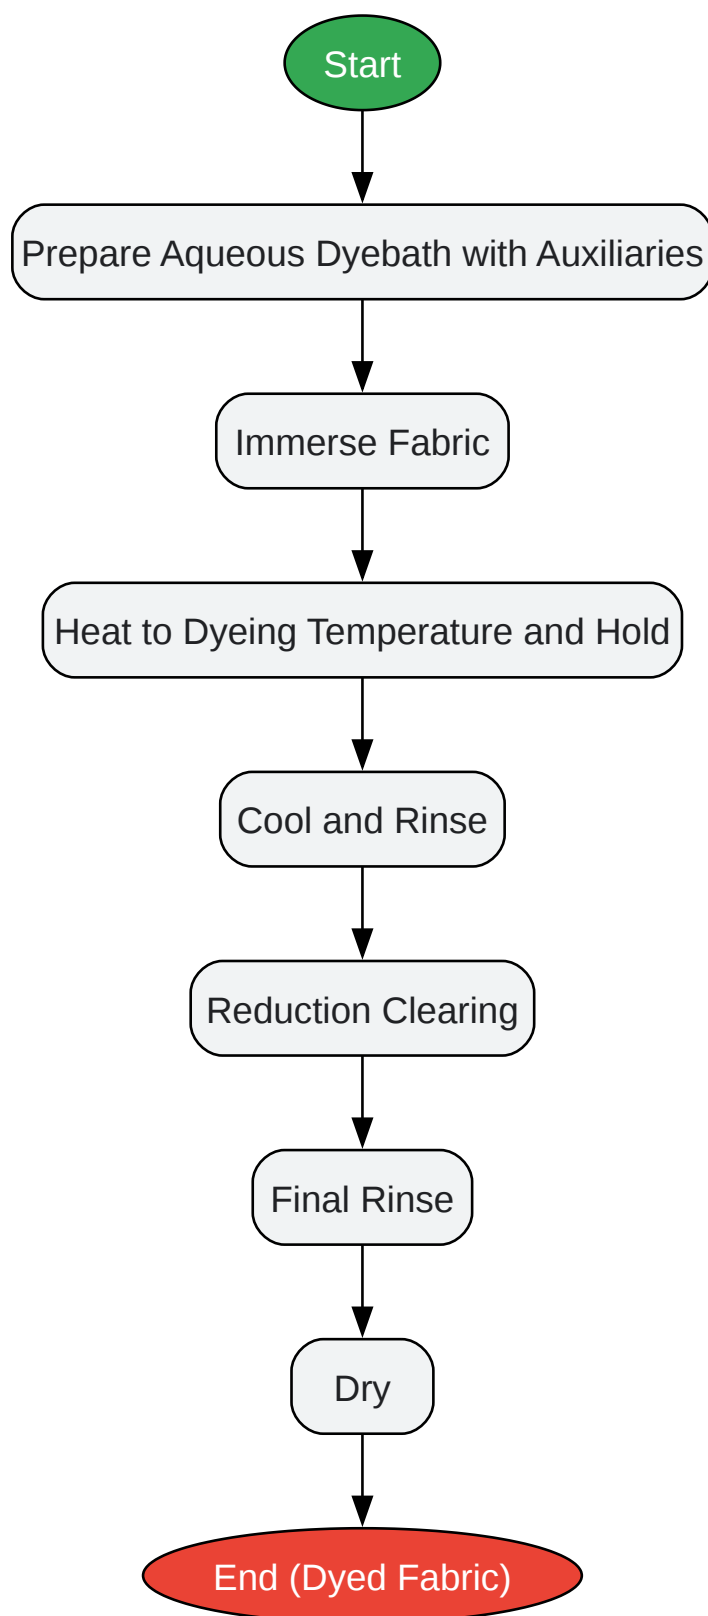 Start
Prepare Aqueous Dyebath with Auxiliaries
Immerse Fabric
Heat to Dyeing Temperature and Hold
Cool and Rinse
Reduction Clearing
Final Rinse
Dry
End (Dyed Fabric)